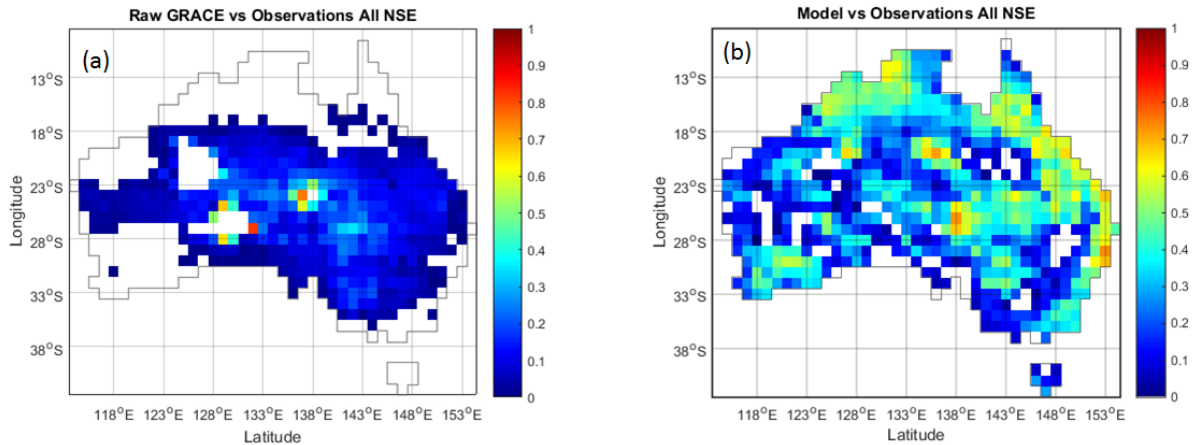 Raw GRACE vs Observations All NSE
(a)
13°S
18°S
23°S
28°S
33°S
38°S
Longitude
118°E 123°E 128°E 133°E 138°E 143°E 148°E 153°E
Latitude
1
0.9
0.8
0.7
0.6
0.5
0.4
0.3
0.2
0.1
0
Model vs Observations All NSE
(b)
13°S
18°S
23°S
28°S
33°S
38°S
Longitude
118°E 123°E 128°E 133°E 138°E 143°E 148°E 153°E
Latitude
1
0.9
0.8
0.7
0.6
0.5
0.4
0.3
0.2
0.1
0